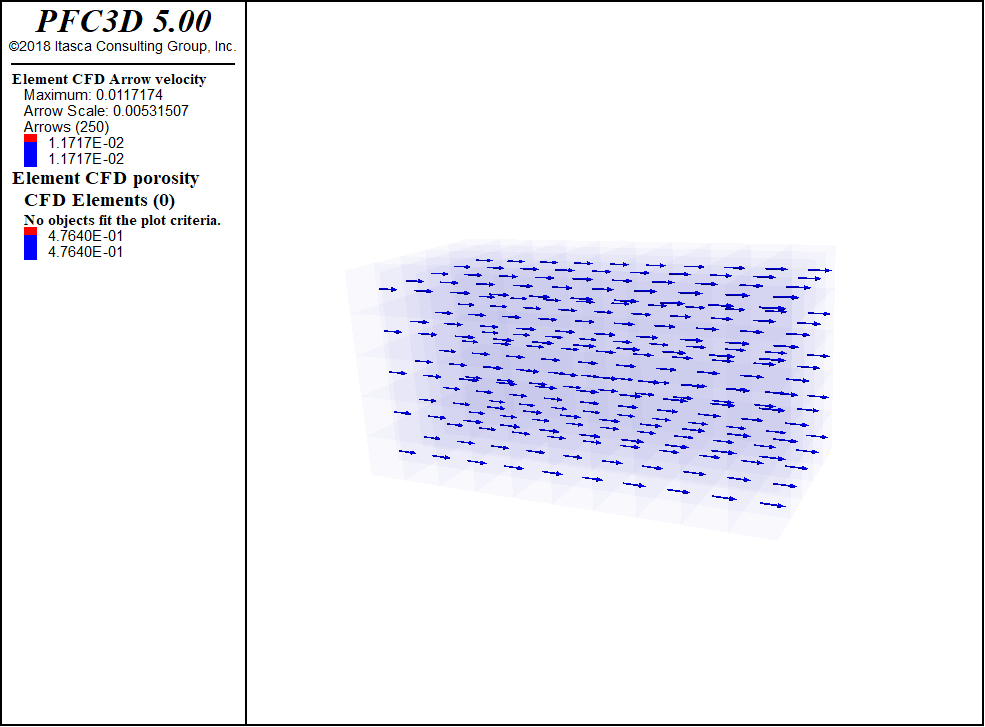 PFC3D 5.00
©2018 Itasca Consulting Group, Inc.
Element CFD Arrow velocity
Maximum: 0.0117174
Arrow Scale: 0.00531507
Arrows (250)
1.1717E-02
1.1717E-02
Element CFD porosity
CFD Elements (0)
No objects fit the plot criteria.
4.7640E-01
4.7640E-01